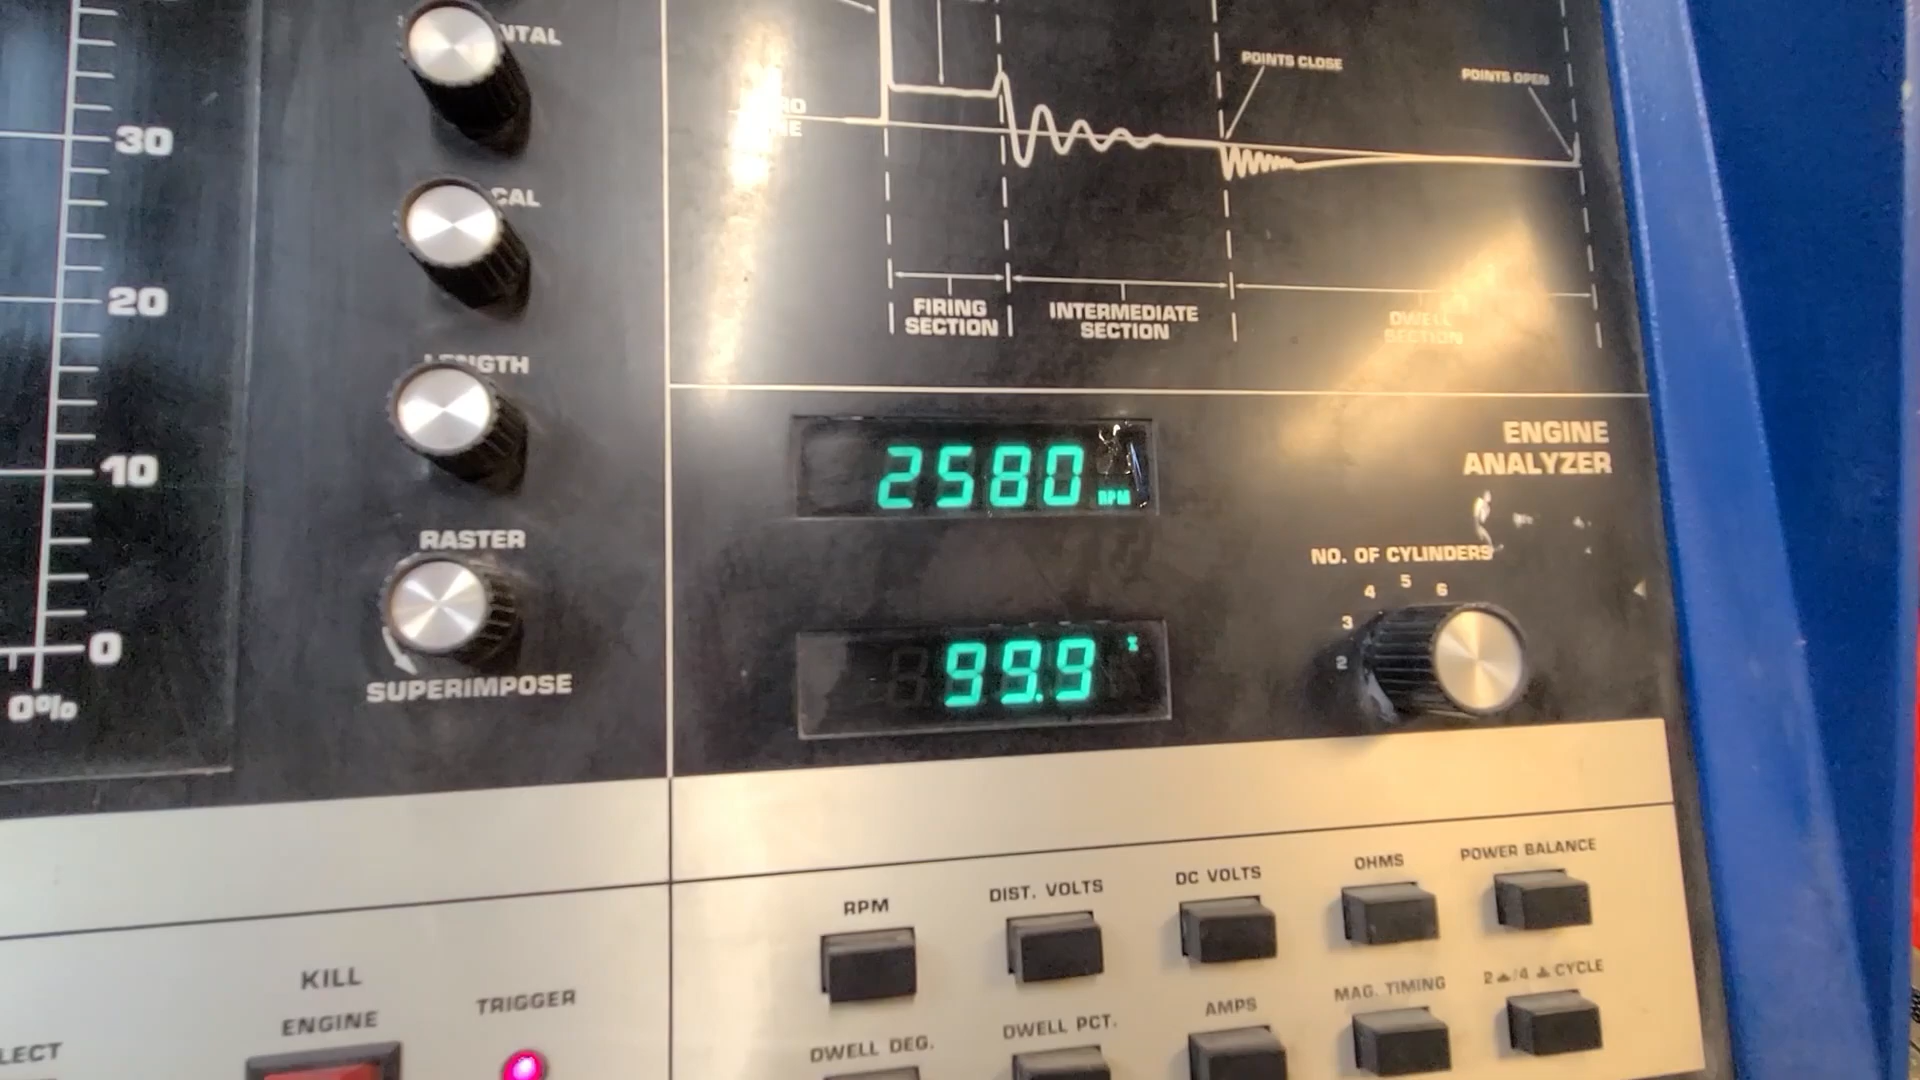 30
20
10
0
0%
NTAL
CAL
LENGTH
RASTER
SUPERIMPOSE
POINTS CLOSE
POINTS OPEN
FIRING
SECTION
INTERMEDIATE
SECTION
DWELL
SECTION
2580 RPM
ENGINE
ANALYZER
NO. OF CYLINDERS
2
3
4
5
6
99.9 %
KILL
ENGINE
TRIGGER
LECT
RPM
DIST. VOLTS
DC VOLTS
OHMS
POWER BALANCE
DWELL DEG.
DWELL PCT.
AMPS
MAG. TIMING
2 /4 CYCLE